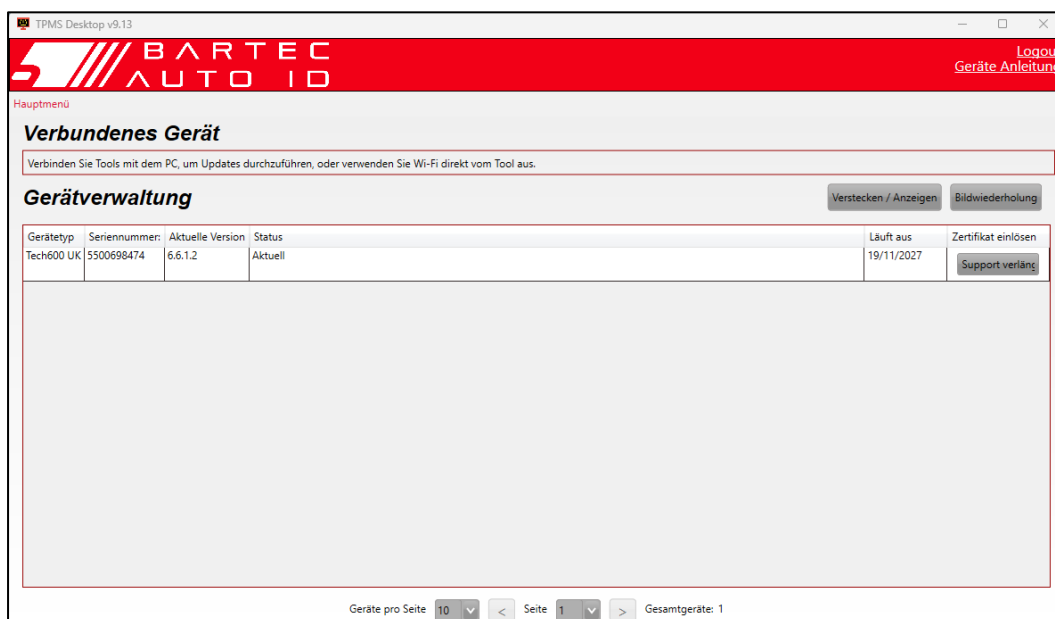 TPMS Desktop v9.13
BARTEC
AUTO ID
Logou
Geräte Anleitung
Hauptmenü
Verbundenes Gerät
Verbinden Sie Tools mit dem PC, um Updates durchzuführen, oder verwenden Sie Wi-Fi direkt vom Tool aus.
Gerätverwaltung
Verstecken / Anzeigen Bildwiederholung
Gerätetyp Seriennummer: Aktuelle Version Status Läuft aus Zertifikat einlösen
Tech600 UK 5500698474 6.6.1.2 Aktuell 19/11/2027 Support verläng
Geräte pro Seite 10 < Seite 1 > Gesamtgeräte: 1